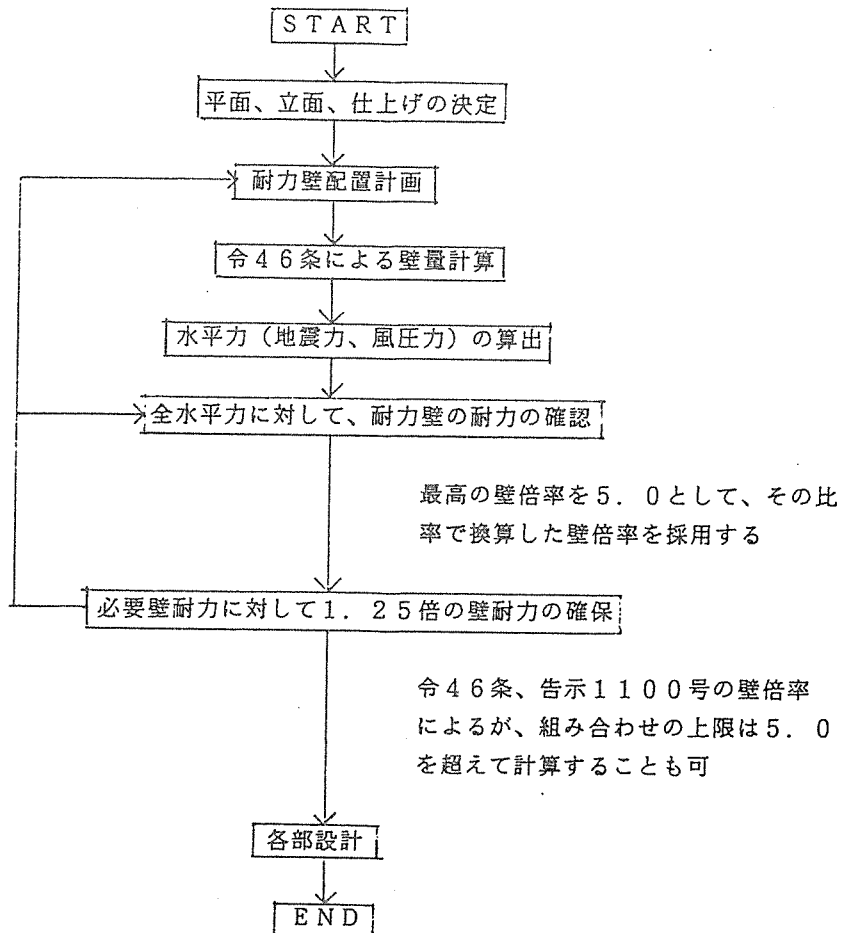 ＳＴＡＲＴ
平面、立面、仕上げの決定
耐力壁配置計画
令４６条による壁量計算
水平力（地震力、風圧力）の算出
全水平力に対して、耐力壁の耐力の確認
最高の壁倍率を５．０として、その比
率で換算した壁倍率を採用する
必要壁耐力に対して１．２５倍の壁耐力の確保
令４６条、告示１１００号の壁倍率
によるが、組み合わせの上限は５．０
を超えて計算することも可
各部設計
ＥＮＤ